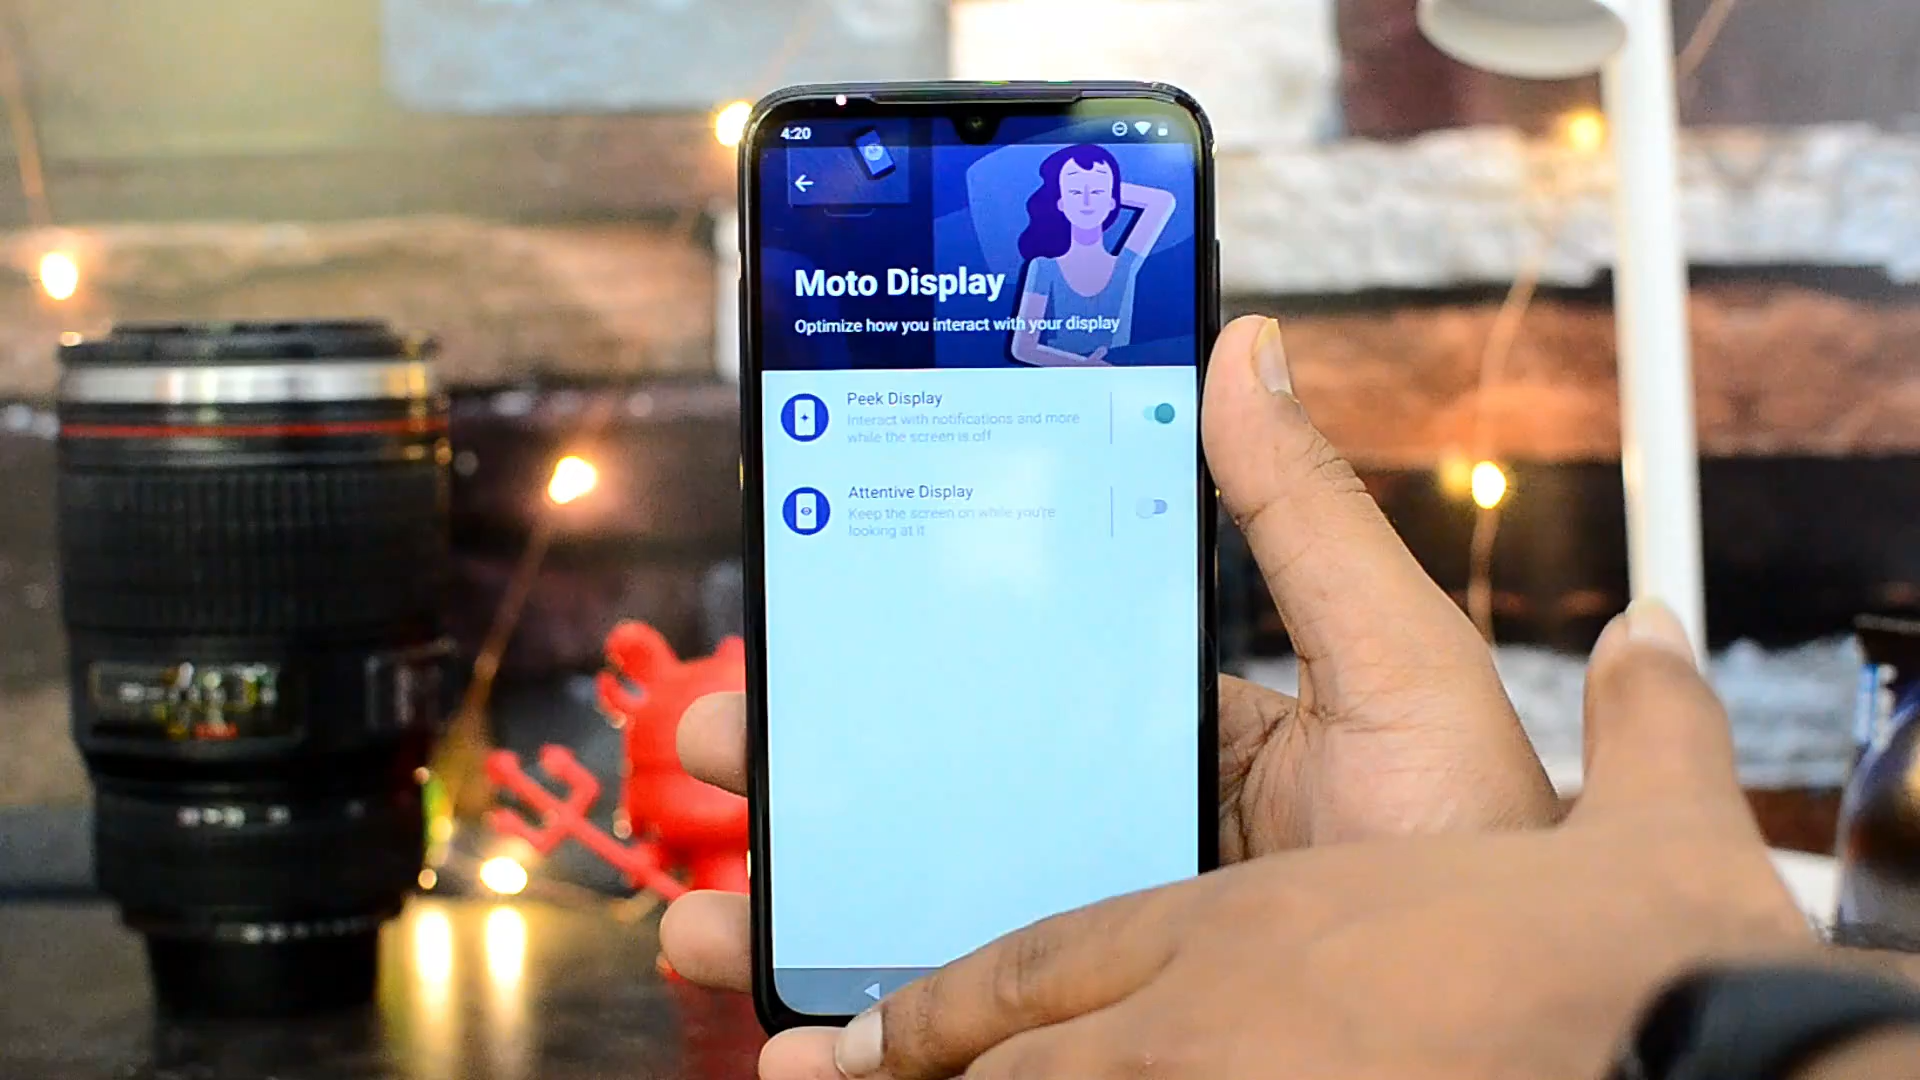 4:20
Moto Display
Optimize how you interact with your display
Peek Display
Interact with notifications and more
while the screen is off
Attentive Display
Keep the screen on while you're
looking at it